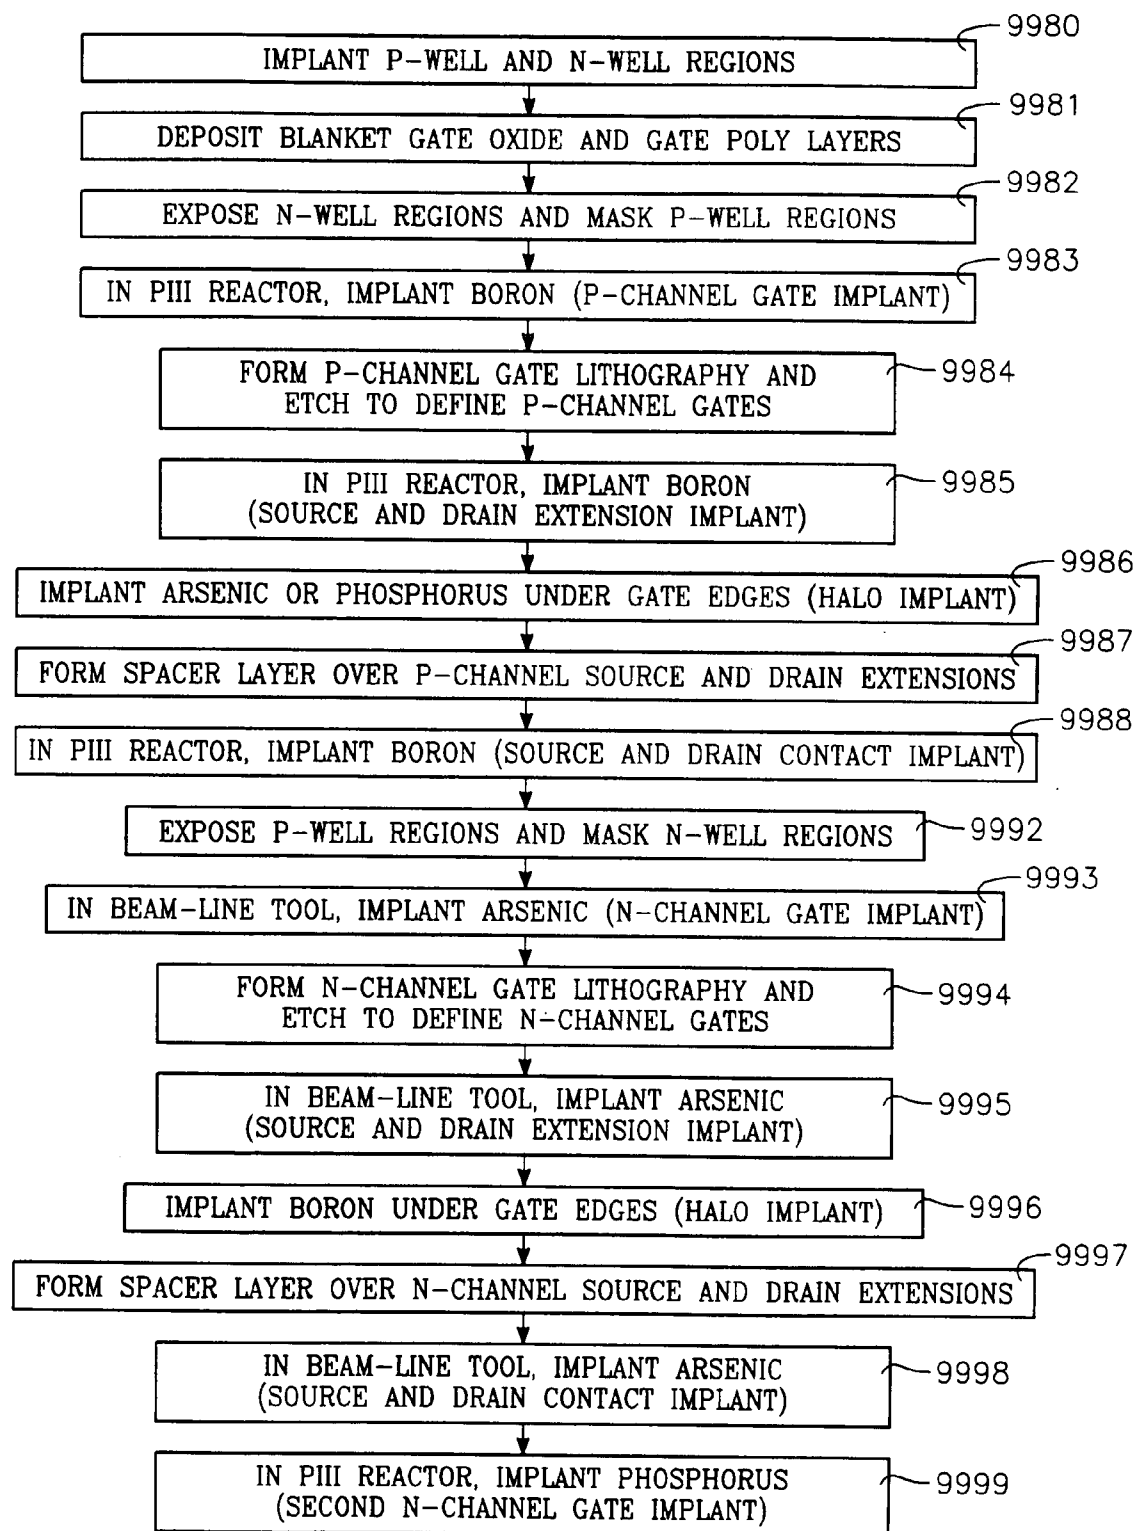 9980
IMPLANT P-WELL AND N-WELL REGIONS
9981
DEPOSIT BLANKET GATE OXIDE AND GATE POLY LAYERS
9982
EXPOSE N-WELL REGIONS AND MASK P-WELL REGIONS
9983
IN PIII REACTOR, IMPLANT BORON (P-CHANNEL GATE IMPLANT)
FORM P-CHANNEL GATE LITHOGRAPHY AND
ETCH TO DEFINE P-CHANNEL GATES
9984
IN PIII REACTOR, IMPLANT BORON
(SOURCE AND DRAIN EXTENSION IMPLANT)
9985
9986
IMPLANT ARSENIC OR PHOSPHORUS UNDER GATE EDGES (HALO IMPLANT)
9987
FORM SPACER LAYER OVER P-CHANNEL SOURCE AND DRAIN EXTENSIONS
9988
IN PIII REACTOR, IMPLANT BORON (SOURCE AND DRAIN CONTACT IMPLANT)
EXPOSE P-WELL REGIONS AND MASK N-WELL REGIONS
9992
9993
IN BEAM-LINE TOOL, IMPLANT ARSENIC (N-CHANNEL GATE IMPLANT)
FORM N-CHANNEL GATE LITHOGRAPHY AND
ETCH TO DEFINE N-CHANNEL GATES
9994
IN BEAM-LINE TOOL, IMPLANT ARSENIC
(SOURCE AND DRAIN EXTENSION IMPLANT)
9995
IMPLANT BORON UNDER GATE EDGES (HALO IMPLANT)
9996
9997
FORM SPACER LAYER OVER N-CHANNEL SOURCE AND DRAIN EXTENSIONS
IN BEAM-LINE TOOL, IMPLANT ARSENIC
(SOURCE AND DRAIN CONTACT IMPLANT)
9998
IN PIII REACTOR, IMPLANT PHOSPHORUS
(SECOND N-CHANNEL GATE IMPLANT)
9999